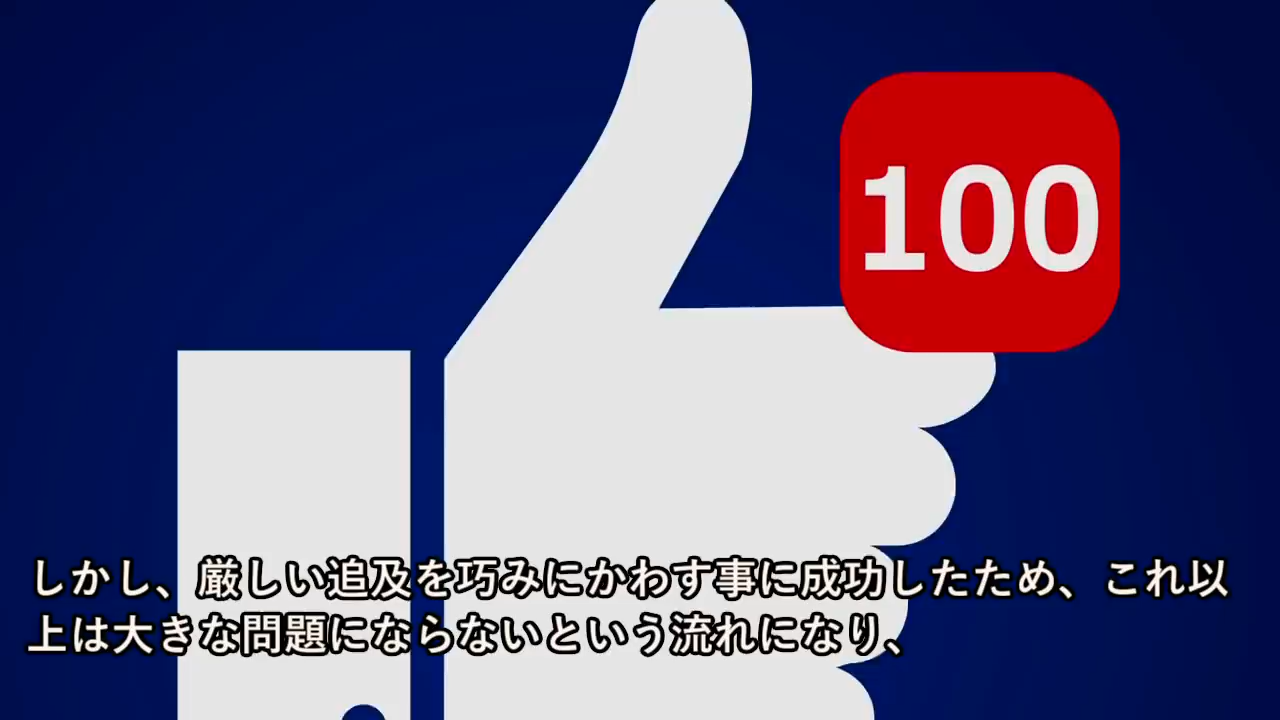 100
しかし、厳しい追及を巧みにかわす事に成功したため、これ以
上は大きな問題にならないという流れになり、